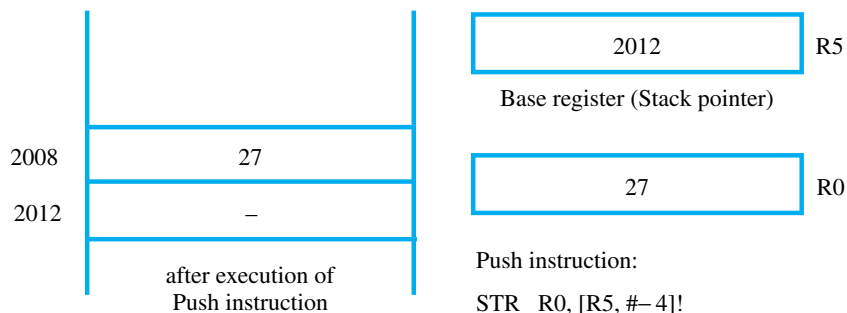 2012 R5
Base register (Stack pointer)
2008 27
27 R0
2012 –
after execution of
Push instruction
Push instruction:
STR R0, [R5, #– 4]!